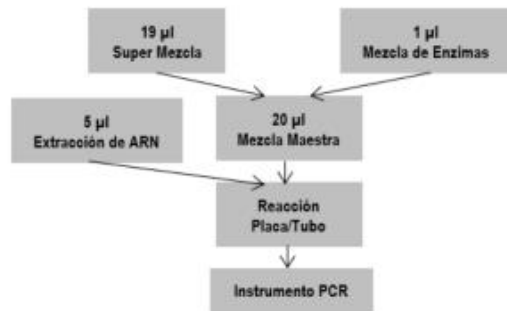 19 µl
Super Mezcla
1 µl
Mezcla de Enzimas
5 µl
Extracción de ARN
20 µl
Mezcla Maestra
Reacción
Placa/Tubo
Instrumento PCR